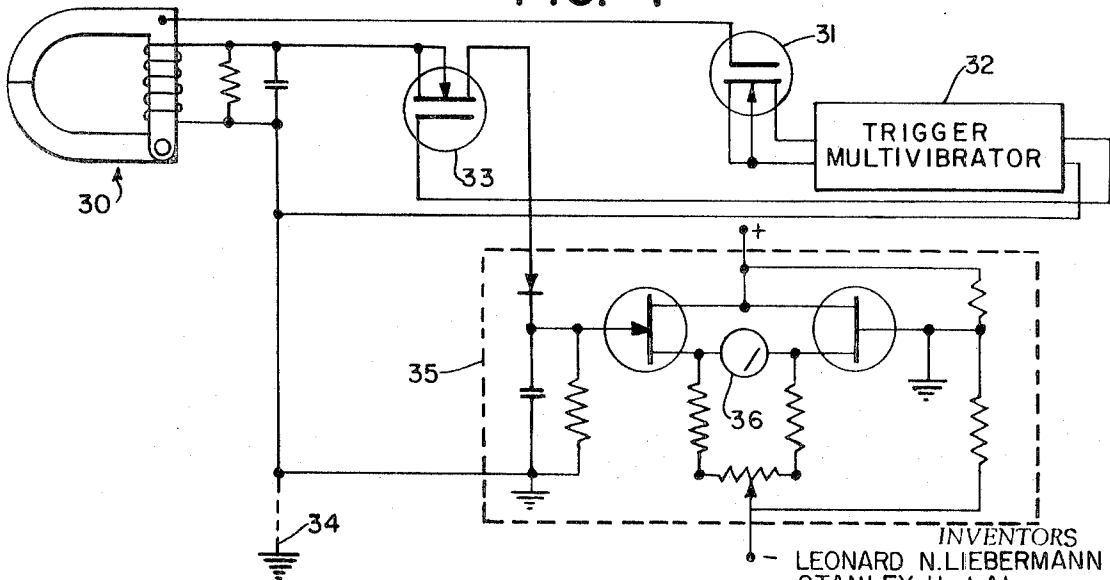 31
32
TRIGGER
MULTIVIBRATOR
33
30
+
35
36
34
INVENTORS
– LEONARD N. LIEBERMANN